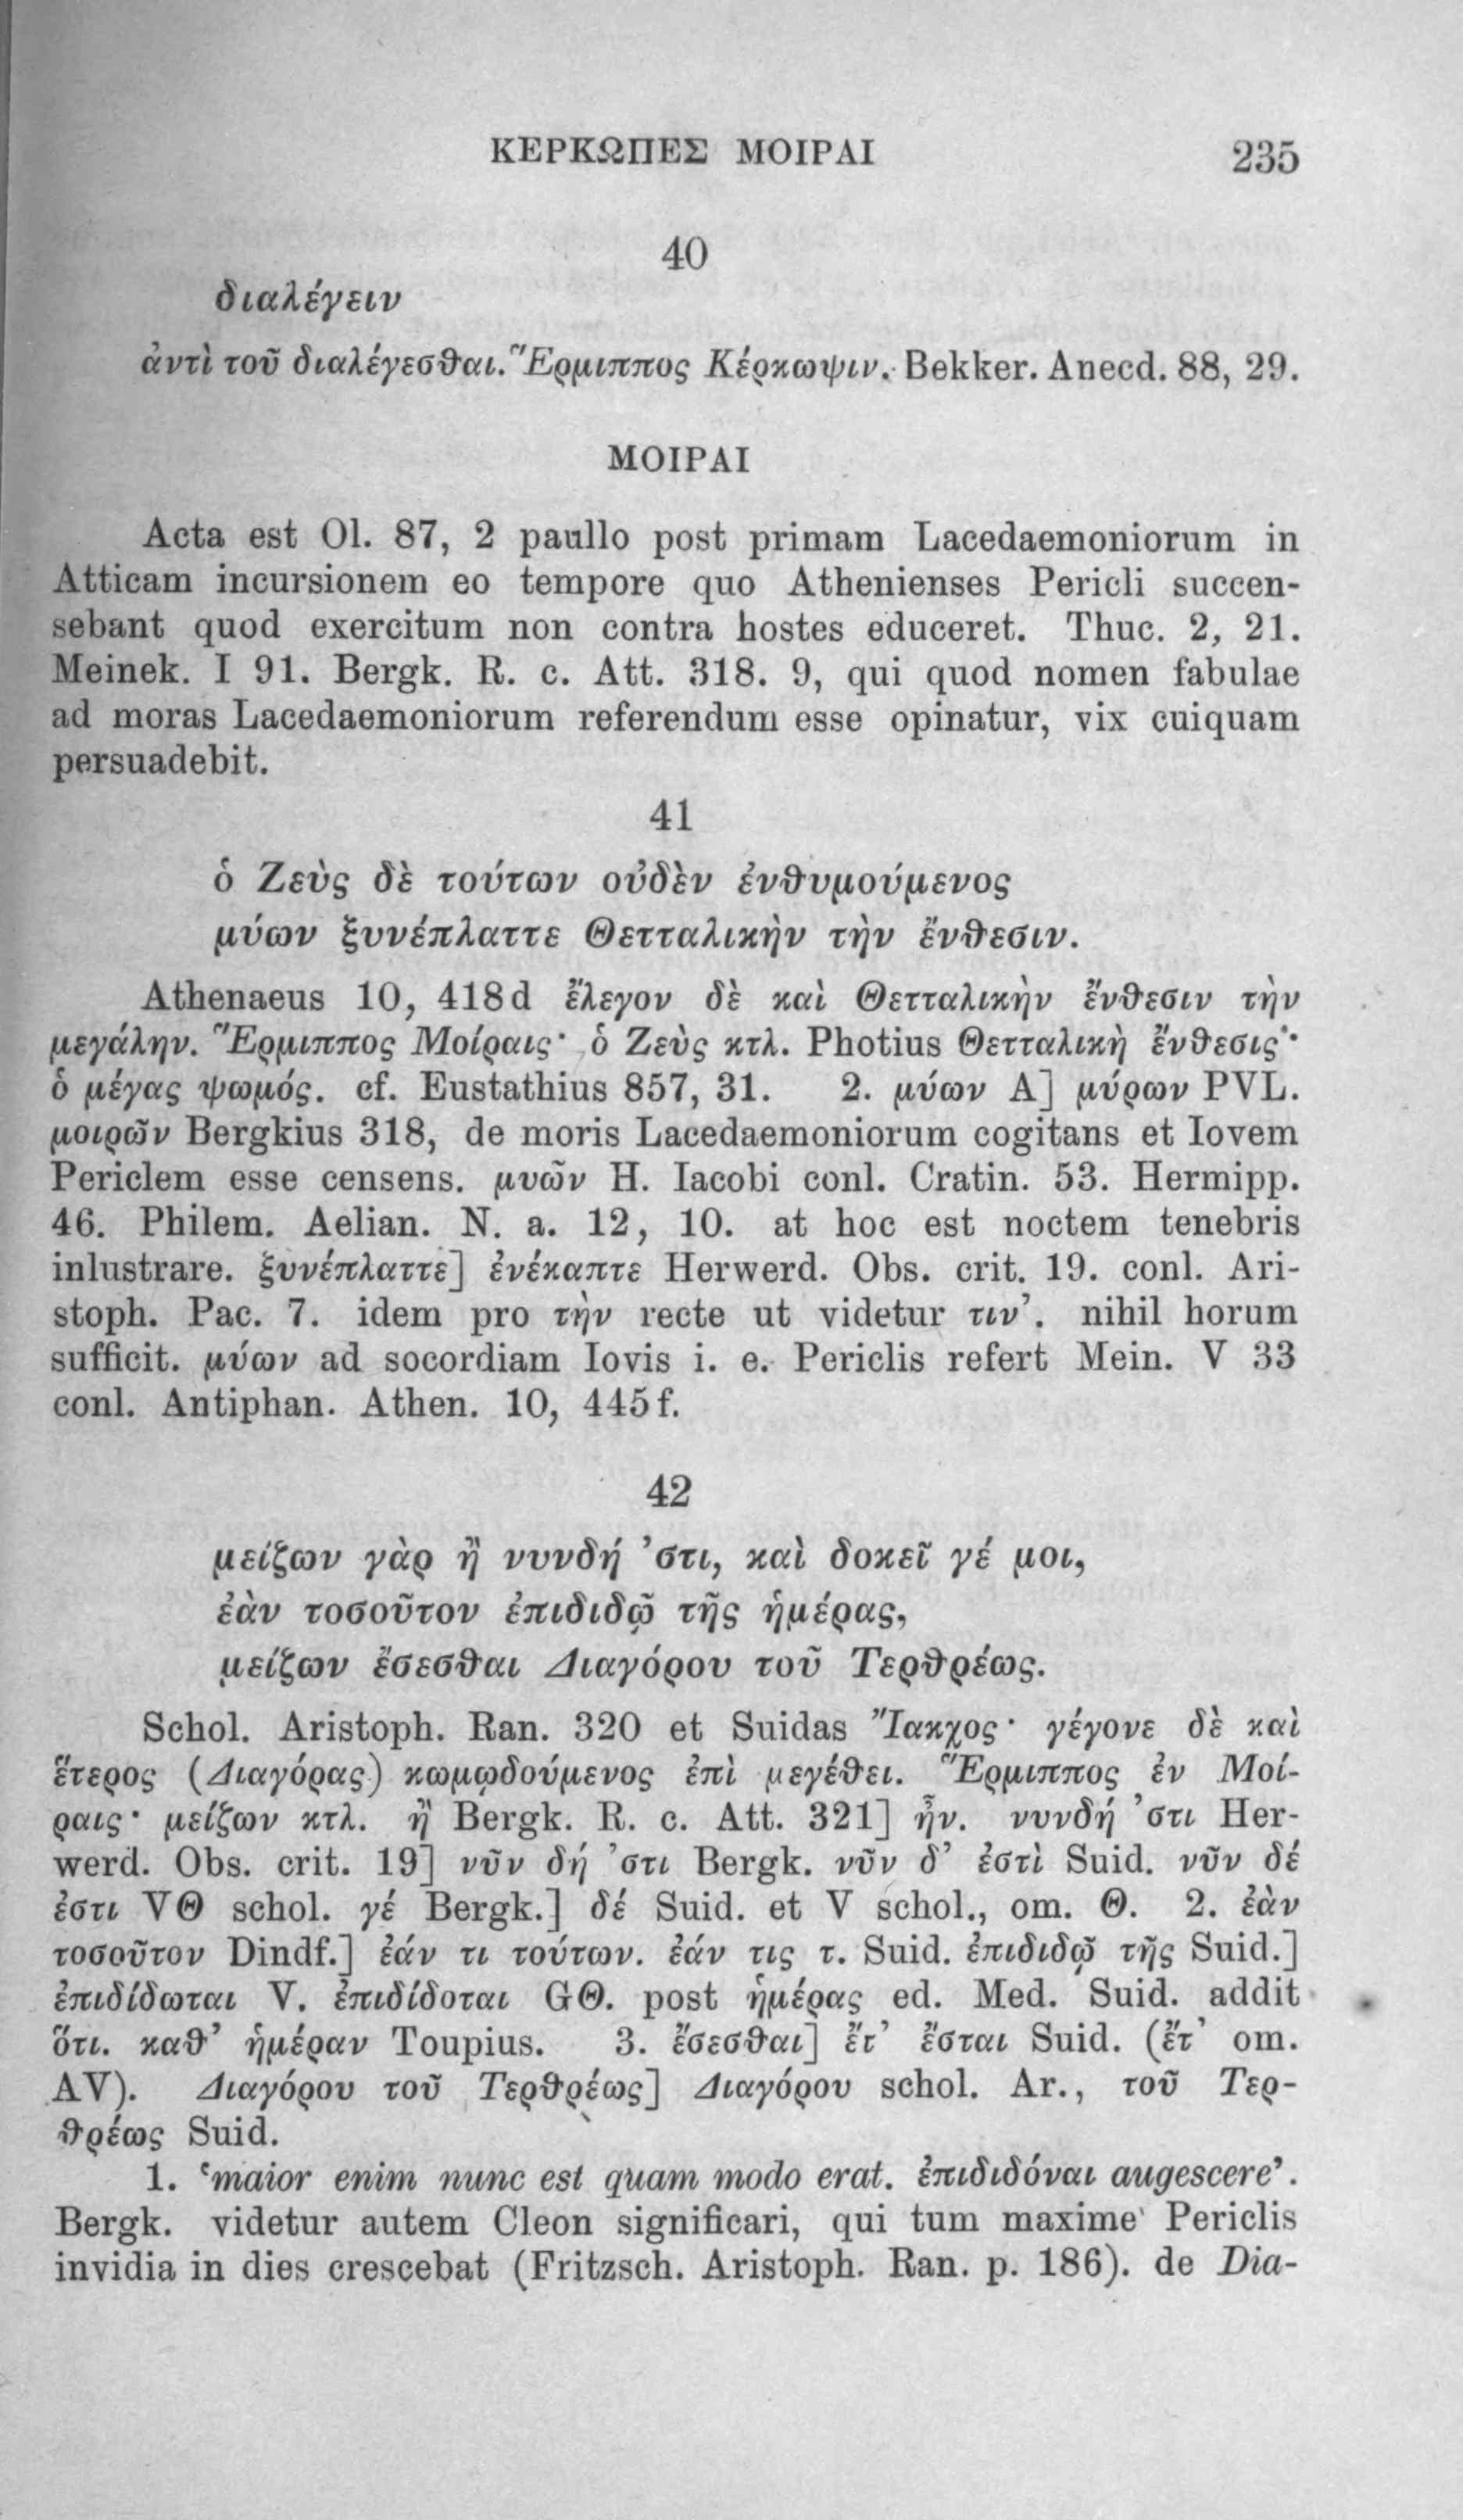 ΚΕΡΚΩΠΕΣ ΜΟΙΡΑΙ 235
40
διαλέγειν
ἀντὶ τοῦ διαλέγεσθαι. Ἕρμιππος Κέρκωψιν. Bekker. Anecd. 88, 29.
ΜΟΙΡΑΙ
Acta est Ol. 87, 2 paullo post primam Lacedaemoniorum in
Atticam incursionem eo tempore quo Athenienses Pericli succen-
sebant quod exercitum non contra hostes educeret. Thuc. 2, 21.
Meinek. I 91. Bergk. R. c. Att. 318. 9, qui quod nomen fabulae
ad moras Lacedaemoniorum referendum esse opinatur, vix cuiquam
persuadebit.
41
ὁ Ζεὺς δὲ τούτων οὐδὲν ἐνθυμούμενος
μύων ξυνέπλαττε Θετταλικὴν τὴν ἔνθεσιν.
Athenaeus 10, 418d ἔλεγον δὲ καὶ Θετταλικὴν ἔνθεσιν τὴν
μεγάλην. Ἕρμιππος Μοίραις· ὁ Ζεὺς κτλ. Photius Θετταλικὴ ἔνθεσις·
ὁ μέγας ψωμός. cf. Eustathius 857, 31. 2. μύων A] μύρων PVL.
μοιρῶν Bergkius 318, de moris Lacedaemoniorum cogitans et Iovem
Periclem esse censens. μυῶν H. Iacobi conl. Cratin. 53. Hermipp.
46. Philem. Aelian. N. a. 12, 10. at hoc est noctem tenebris
inlustrare. ξυνέπλαττε] ἐνέκαπτε Herwerd. Obs. crit. 19. conl. Ari-
stoph. Pac. 7. idem pro τὴν recte ut videtur τιν’. nihil horum
sufficit. μύων ad socordiam Iovis i. e. Periclis refert Mein. V 33
conl. Antiphan. Athen. 10, 445f.
42
μείζων γὰρ ἢ νυνδή ’στι, καὶ δοκεῖ γέ μοι,
ἐὰν τοσοῦτον ἐπιδιδῷ τῆς ἡμέρας,
μείζων ἔσεσθαι Διαγόρου τοῦ Τερθρέως.
Schol. Aristoph. Ran. 320 et Suidas Ἴακχος· γέγονε δὲ καὶ
ἕτερος (Διαγόρας) κωμῳδούμενος ἐπὶ μεγέθει. Ἕρμιππος ἐν Μοί-
ραις· μείζων κτλ. ἢ Bergk. R. c. Att. 321] ἦν. νυνδή ’στι Her-
werd. Obs. crit. 19] νῦν δή ’στι Bergk. νῦν δ’ ἐστὶ Suid. νῦν δέ
ἐστι VΘ schol. γέ Bergk.] δέ Suid. et V schol., om. Θ. 2. ἐὰν
τοσοῦτον Dindf.] ἐάν τι τούτων. ἐάν τις τ. Suid. ἐπιδιδῷ τῆς Suid.]
ἐπιδίδωται V. ἐπιδίδοται GΘ. post ἡμέρας ed. Med. Suid. addit
ὅτι. καθ’ ἡμέραν Toupius. 3. ἔσεσθαι] ἔτ’ ἔσται Suid. (ἔτ’ om.
AV). Διαγόρου τοῦ Τερθρέως] Διαγόρου schol. Ar., τοῦ Τερ-
θρέως Suid.
1. ‘maior enim nunc est quam modo erat. ἐπιδιδόναι augescere’.
Bergk. videtur autem Cleon significari, qui tum maxime Periclis
invidia in dies crescebat (Fritzsch. Aristoph. Ran. p. 186). de Dia-